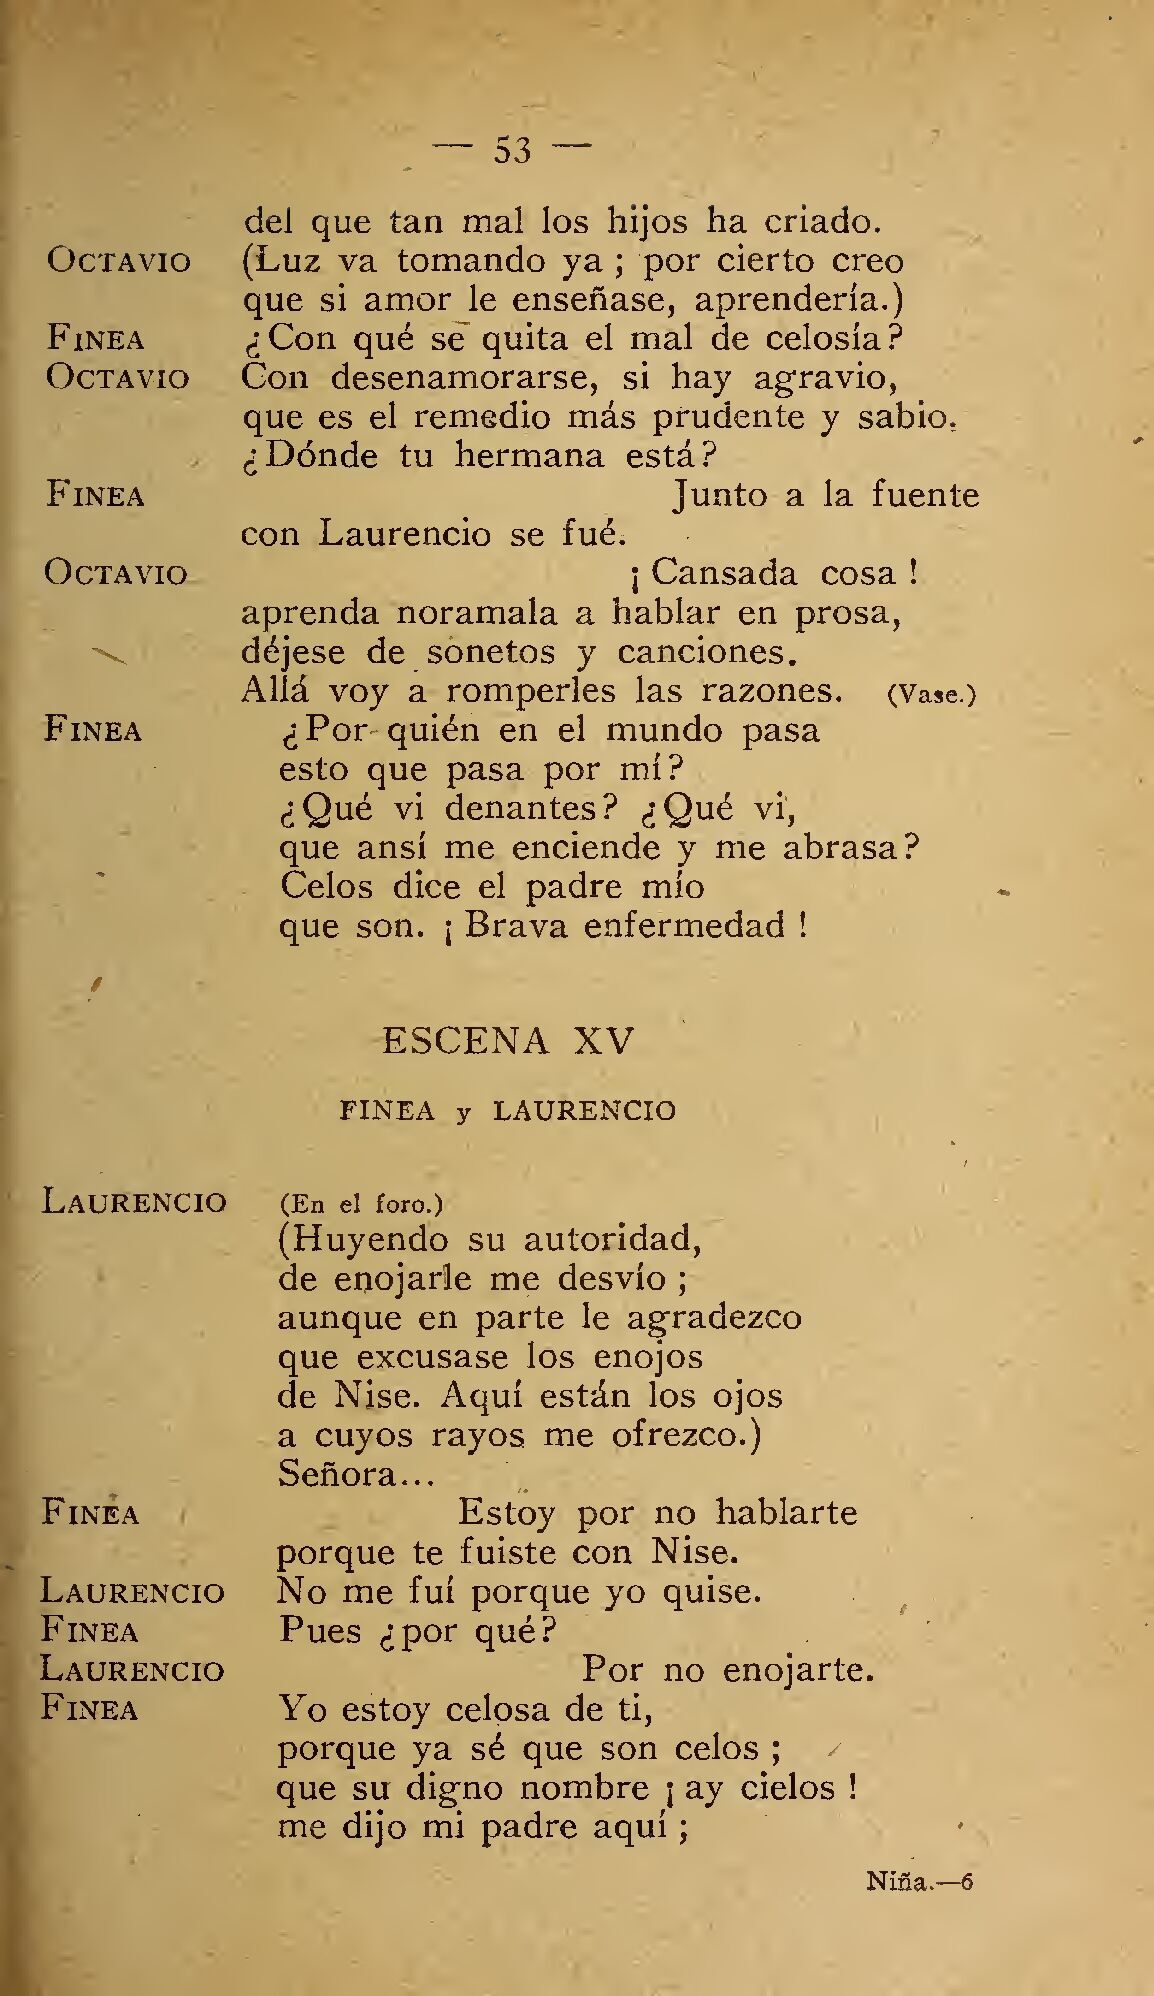 — 53 —
del que tan mal los hijos ha criado.
OCTAVIO (Luz va tomando ya ; por cierto creo
que si amor le enseñase, aprendería.)
FINEA ¿Con qué se quita el mal de celosía?
OCTAVIO Con desenamorarse, si hay agravio,
que es el remedio más prudente y sabio.
¿Dónde tu hermana está?
FINEA Junto a la fuente
con Laurencio se fué.
OCTAVIO ¡ Cansada cosa !
aprenda noramala a hablar en prosa,
déjese de sonetos y canciones.
Allá voy a romperles las razones. (Vase.)
FINEA ¿Por quién en el mundo pasa
esto que pasa por mí?
¿Qué vi denantes? ¿Qué vi,
que ansí me enciende y me abrasa?
Celos dice el padre mío
que son. ¡ Brava enfermedad !
ESCENA XV
FINEA y LAURENCIO
LAURENCIO (En el foro.)
(Huyendo su autoridad,
de enojarle me desvío ;
aunque en parte le agradezco
que excusase los enojos
de Nise. Aquí están los ojos
a cuyos rayos me ofrezco.)
Señora...
FINEA Estoy por no hablarte
porque te fuiste con Nise.
LAURENCIO No me fuí porque yo quise.
FINEA Pues ¿por qué?
LAURENCIO Por no enojarte.
FINEA Yo estoy celosa de ti,
porque ya sé que son celos ;
que su digno nombre ¡ ay cielos !
me dijo mi padre aquí ;
Niña.—6